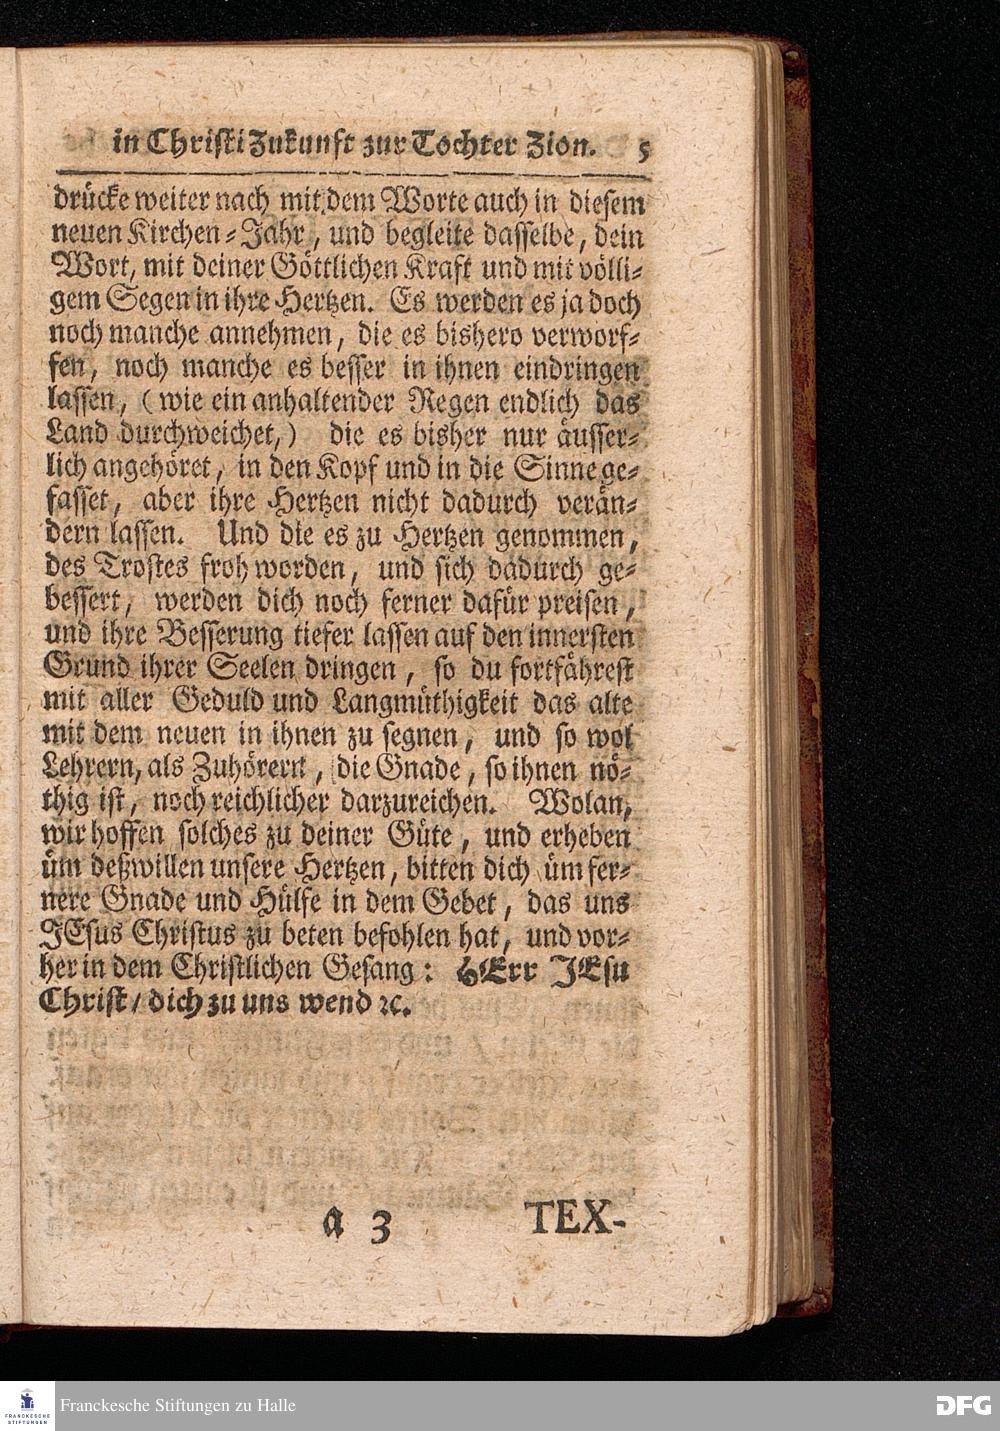 in Christi Zukunft zur Tochter Zion. 5
drücke weiter nach mit dem Worte auch in diesem
neuen Kirchen-Jahr, und begleite dasselbe, dein
Wort, mit deiner Göttlichen Kraft und mit völli-
gem Segen in ihre Hertzen. Es werden es ja doch
noch manche annehmen, die es bishero verworf-
fen, noch manche es besser in ihnen eindringen
lassen, (wie ein anhaltender Regen endlich das
Land durchweichet,) die es bisher nur äusser-
lich angehöret, in den Kopf und in die Sinne ge-
fasset, aber ihre Hertzen nicht dadurch verän-
dern lassen. Und die es zu Hertzen genommen,
des Trostes froh worden, und sich dadurch ge-
bessert, werden dich noch ferner dafür preisen,
und ihre Besserung tiefer lassen auf den innersten
Grund ihrer Seelen dringen, so du fortfährest
mit aller Geduld und Langmüthigkeit das alte
mit dem neuen in ihnen zu segnen, und so wol
Lehrern, als Zuhörern, die Gnade, so ihnen nö-
thig ist, noch reichlicher darzureichen. Wolan,
wir hoffen solches zu deiner Güte, und erheben
üm deßwillen unsere Hertzen, bitten dich üm fer-
nere Gnade und Hülfe in dem Gebet, das uns
JEsus Christus zu beten befohlen hat, und vor-
her in dem Christlichen Gesang: HErr JEsu
Christ/ dich zu uns wend ꝛc.
a 3 TEX-
FRANCKESCHE STIFTUNGEN
Franckesche Stiftungen zu Halle
DFG